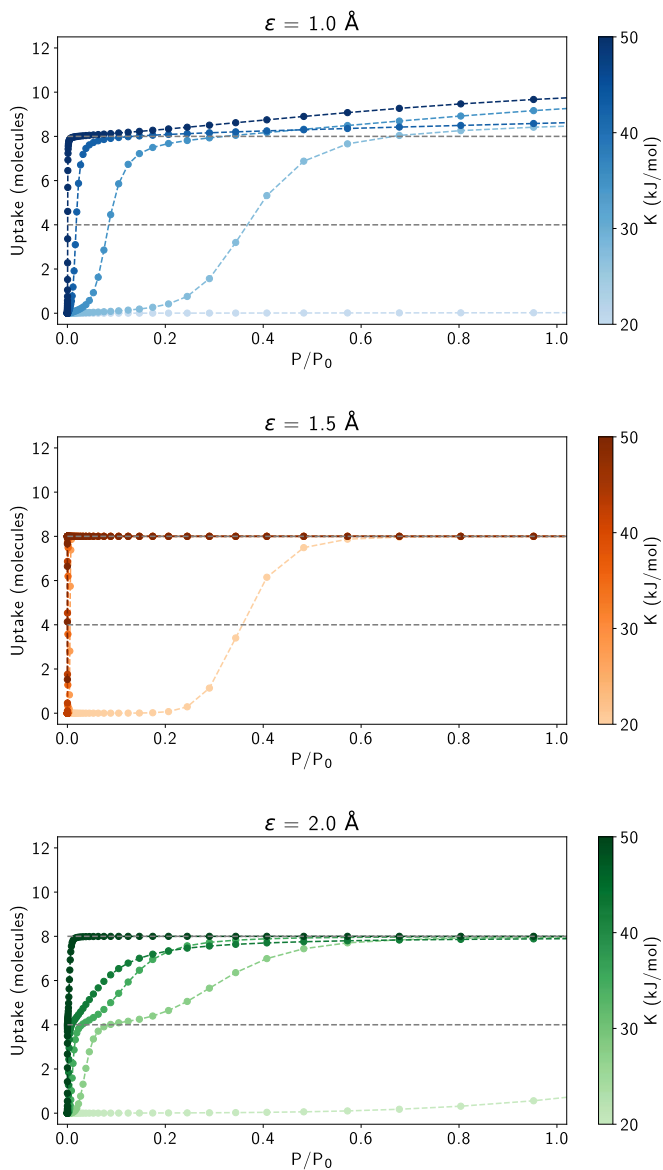 ε = 1.0 Å
12
10
8
6
4
2
0
Uptake (molecules)
0.0 0.2 0.4 0.6 0.8 1.0
P/P0
50
40
30
20
K (kJ/mol)
ε = 1.5 Å
12
10
8
6
4
2
0
Uptake (molecules)
0.0 0.2 0.4 0.6 0.8 1.0
P/P0
50
40
30
20
K (kJ/mol)
ε = 2.0 Å
12
10
8
6
4
2
0
Uptake (molecules)
0.0 0.2 0.4 0.6 0.8 1.0
P/P0
50
40
30
20
K (kJ/mol)